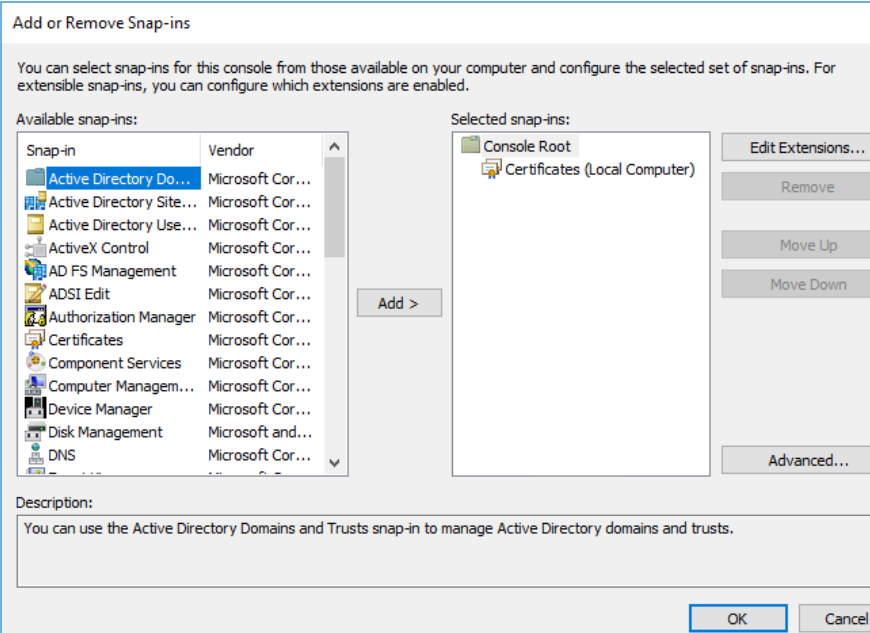 Add or Remove Snap-ins
You can select snap-ins for this console from those available on your computer and configure the selected set of snap-ins. For
extensible snap-ins, you can configure which extensions are enabled.
Available snap-ins:
Snap-in Vendor
Active Directory Do... Microsoft Cor...
Active Directory Site... Microsoft Cor...
Active Directory Use... Microsoft Cor...
ActiveX Control Microsoft Cor...
AD FS Management Microsoft Cor...
ADSI Edit Microsoft Cor...
Authorization Manager Microsoft Cor...
Certificates Microsoft Cor...
Component Services Microsoft Cor...
Computer Managem... Microsoft Cor...
Device Manager Microsoft Cor...
Disk Management Microsoft and...
DNS Microsoft Cor...
Add >
Selected snap-ins:
Console Root
Certificates (Local Computer)
Edit Extensions...
Remove
Move Up
Move Down
Advanced...
Description:
You can use the Active Directory Domains and Trusts snap-in to manage Active Directory domains and trusts.
OK
Cancel